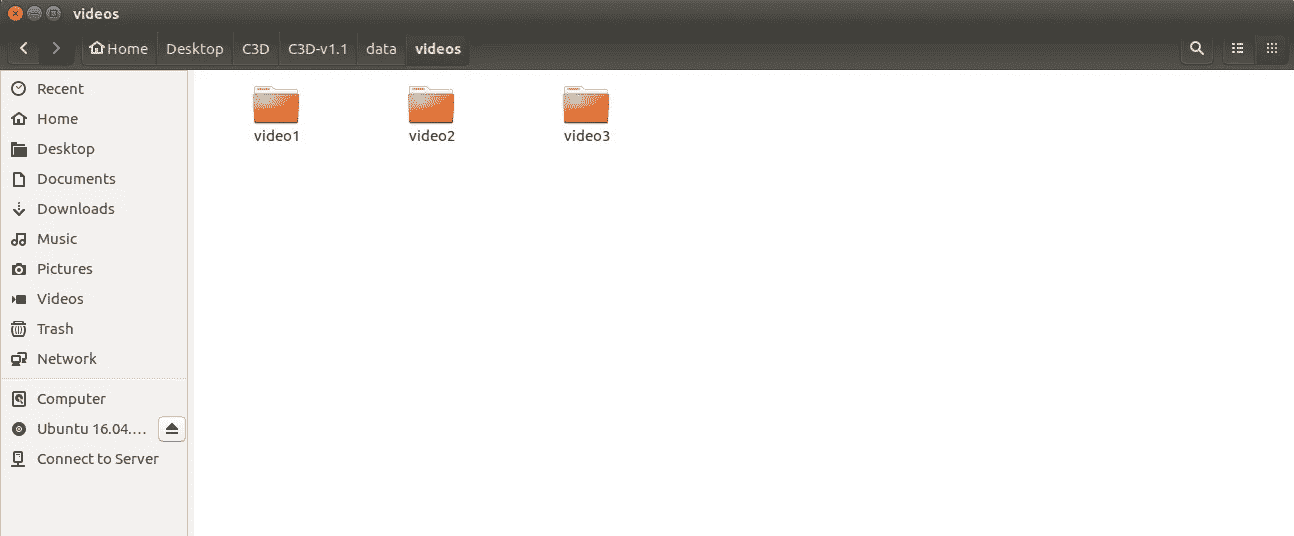 videos
Home Desktop C3D C3D-v1.1 data videos
Recent
Home
Desktop
Documents
Downloads
Music
Pictures
Videos
Trash
Network
Computer
Ubuntu 16.04....
Connect to Server
video1 video2 video3